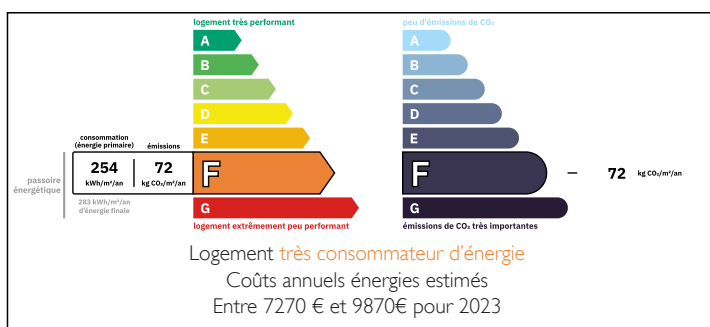 logement très performant
A
B
C
D
E
consommation
(énergie primaire)
émissions
254
kWh/m²/an
72
kg CO₂/m²/an
F
passoire
énergétique
283 kWh/m²/an
d'énergie finale
G
logement extrêmement peu performant
peu d'émissions de CO₂
A
B
C
D
E
F
72 kg CO₂/m²/an
G
émissions de CO₂ très importantes
Logement très consommateur d'énergie
Coûts annuels énergies estimés
Entre 7270 € et 9870€ pour 2023